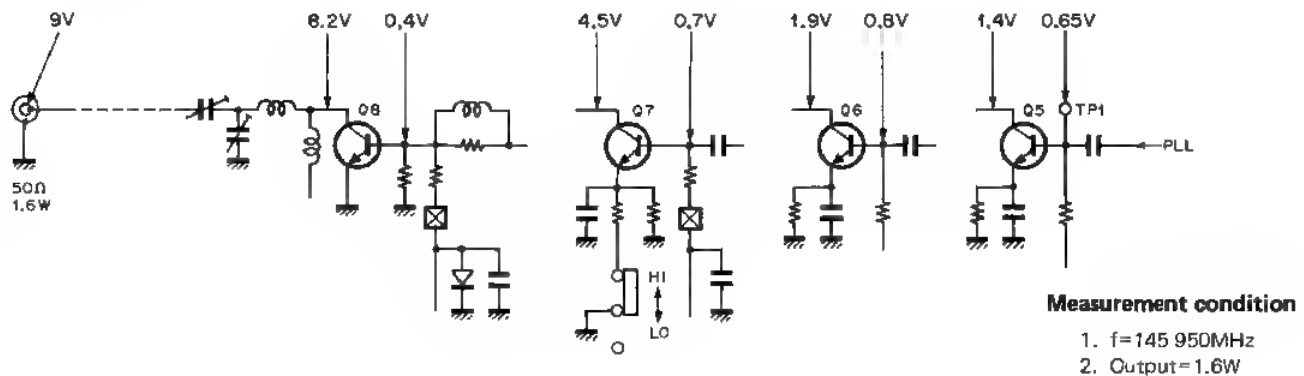 9V
6.2V
0.4V
4.5V
0.7V
1.9V
0.8V
1.4V
0.65V
Q8
Q7
Q6
Q5
TP1
PLL
50Ω
1.6W
HI
LO
Measurement condition
1. f=145 950MHz
2. Output=1.6W